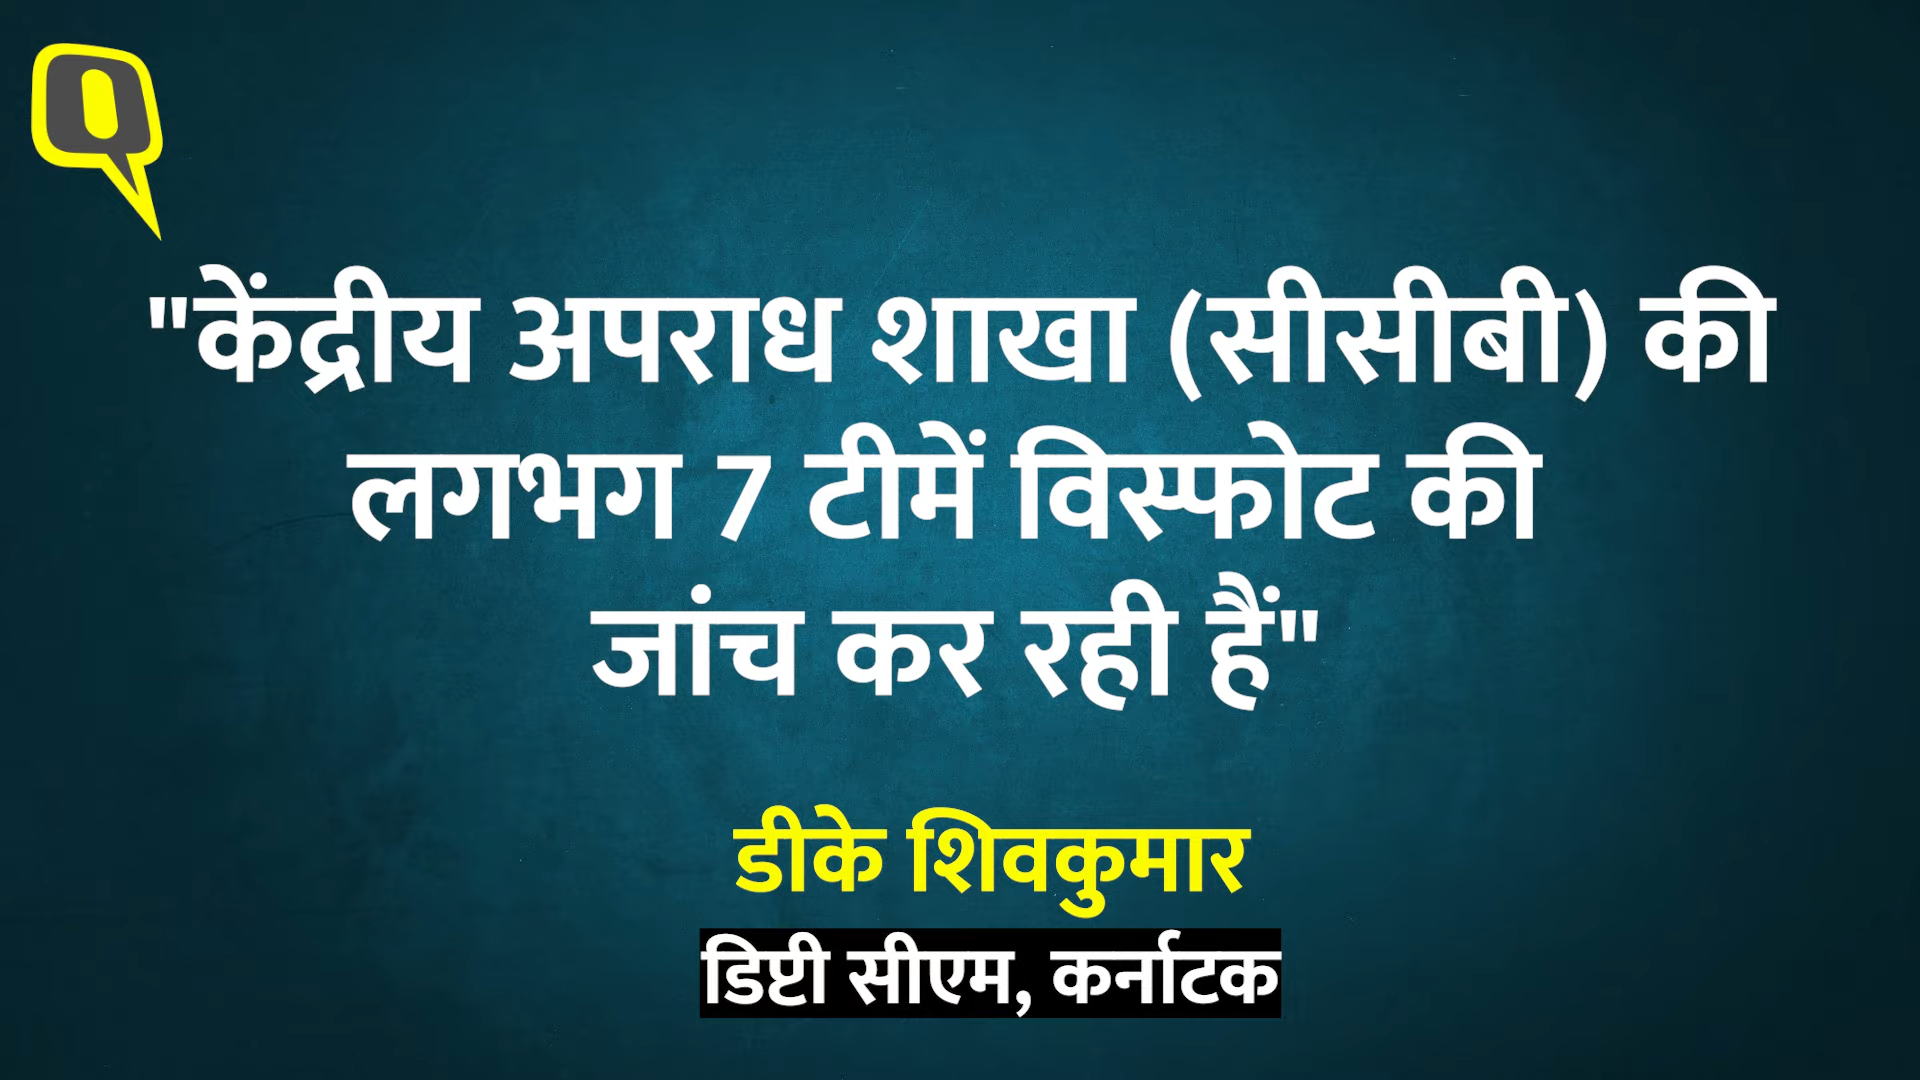 "केंद्रीय अपराध शाखा (सीसीबी) की
लगभग 7 टीमें विस्फोट की
जांच कर रही हैं"
डीके शिवकुमार
डिप्टी सीएम, कर्नाटक